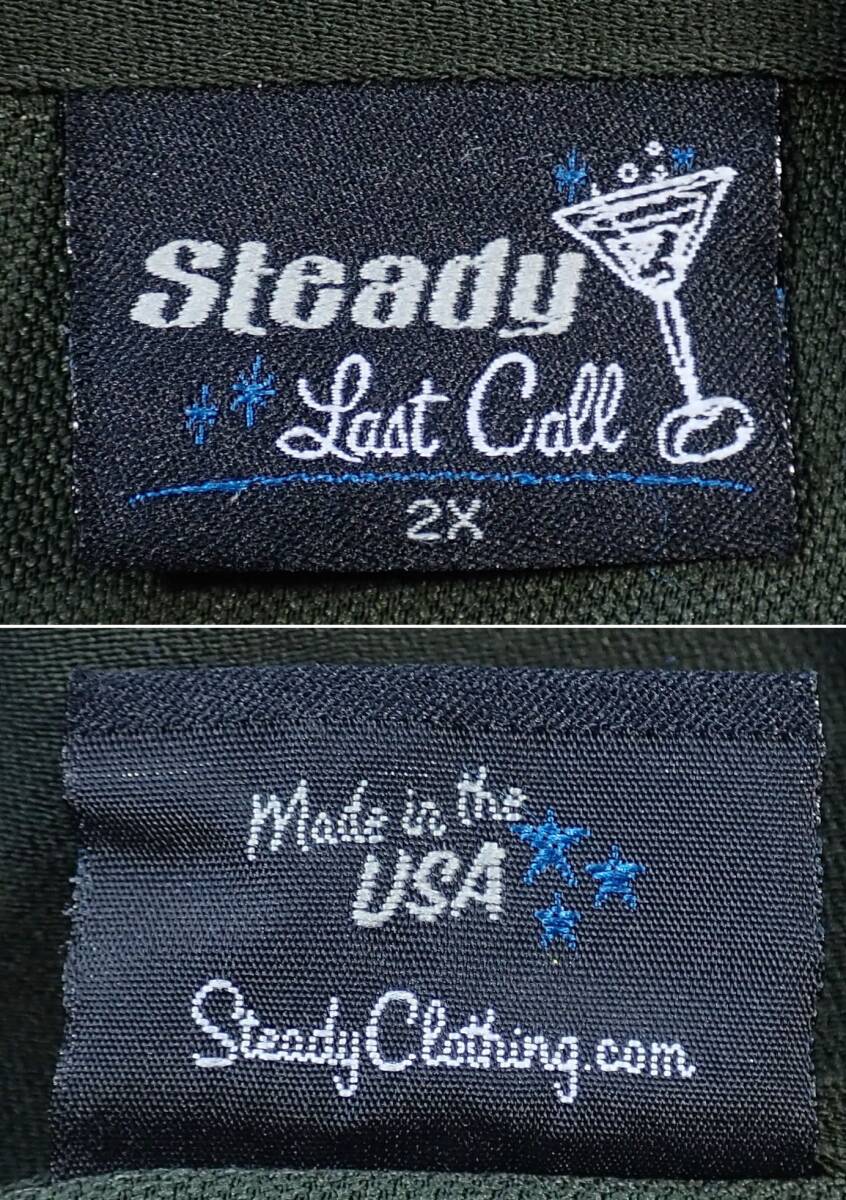 Steady
Last Call
2X
Made in the
USA
SteadyClothing.com